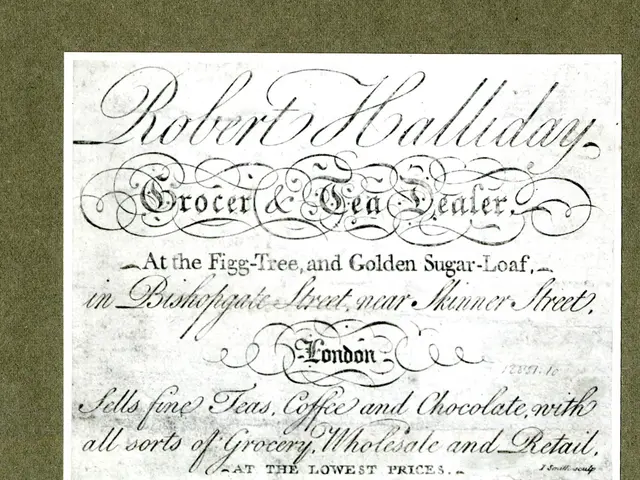 Robert Halliday
Grocer & Tea Dealer.
At the Figg-Tree, and Golden Sugar-Loaf,
in Bishopgate Street, near Skinner Street.
London
Sells fine Teas, Coffee and Chocolate, with
all sorts of Grocery, Wholesale and Retail.
AT THE LOWEST PRICES.
I Smith sculp